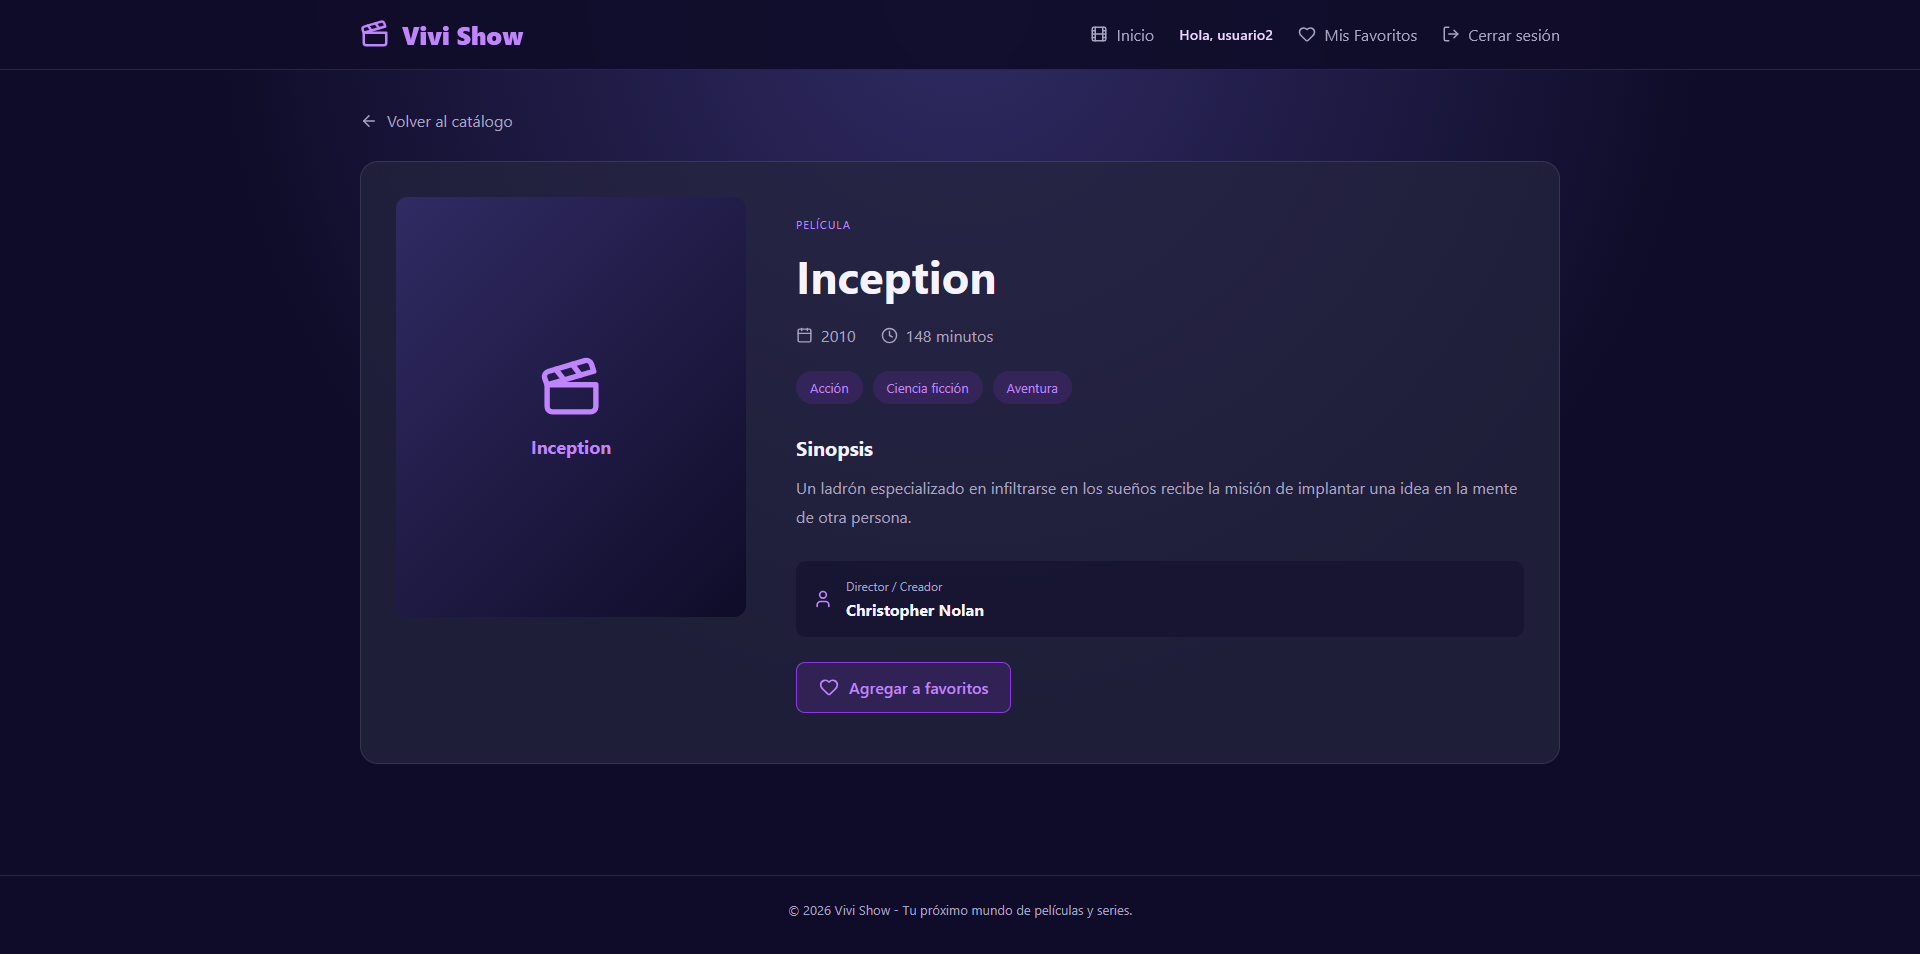 Vivi Show
Inicio
Hola, usuario2
Mis Favoritos
Cerrar sesión
Volver al catálogo
Inception
PELÍCULA
Inception
2010
148 minutos
Acción
Ciencia ficción
Aventura
Sinopsis
Un ladrón especializado en infiltrarse en los sueños recibe la misión de implantar una idea en la mente
de otra persona.
Director / Creador
Christopher Nolan
Agregar a favoritos
© 2026 Vivi Show - Tu próximo mundo de películas y series.